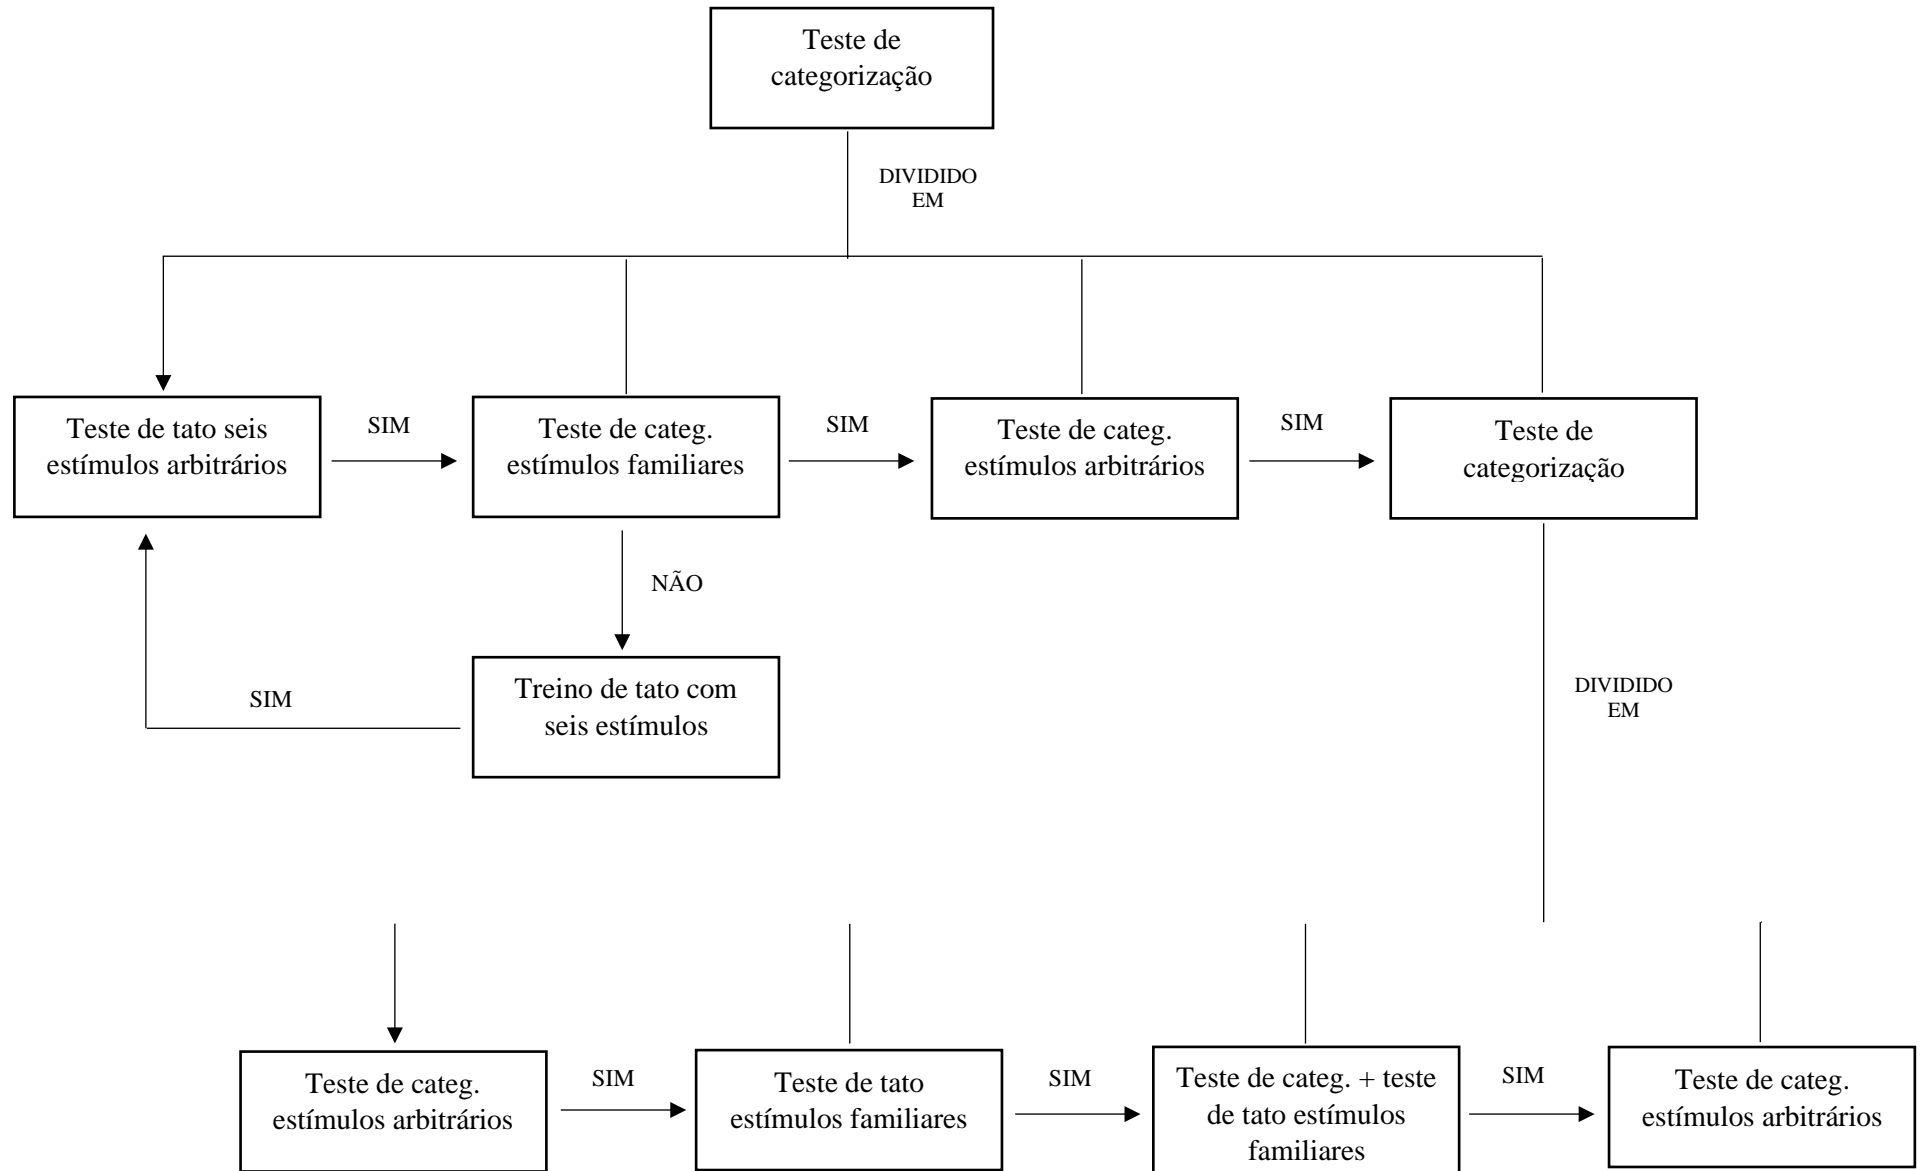 Teste de
categorização
DIVIDIDO
EM
Teste de tato seis
estímulos arbitrários
SIM
Teste de categ.
estímulos familiares
SIM
Teste de categ.
estímulos arbitrários
SIM
Teste de
categorização
NÃO
Treino de tato com
seis estímulos
SIM
DIVIDIDO
EM
Teste de categ.
estímulos arbitrários
SIM
Teste de tato
estímulos familiares
SIM
Teste de categ. + teste
de tato estímulos
familiares
SIM
Teste de categ.
estímulos arbitrários